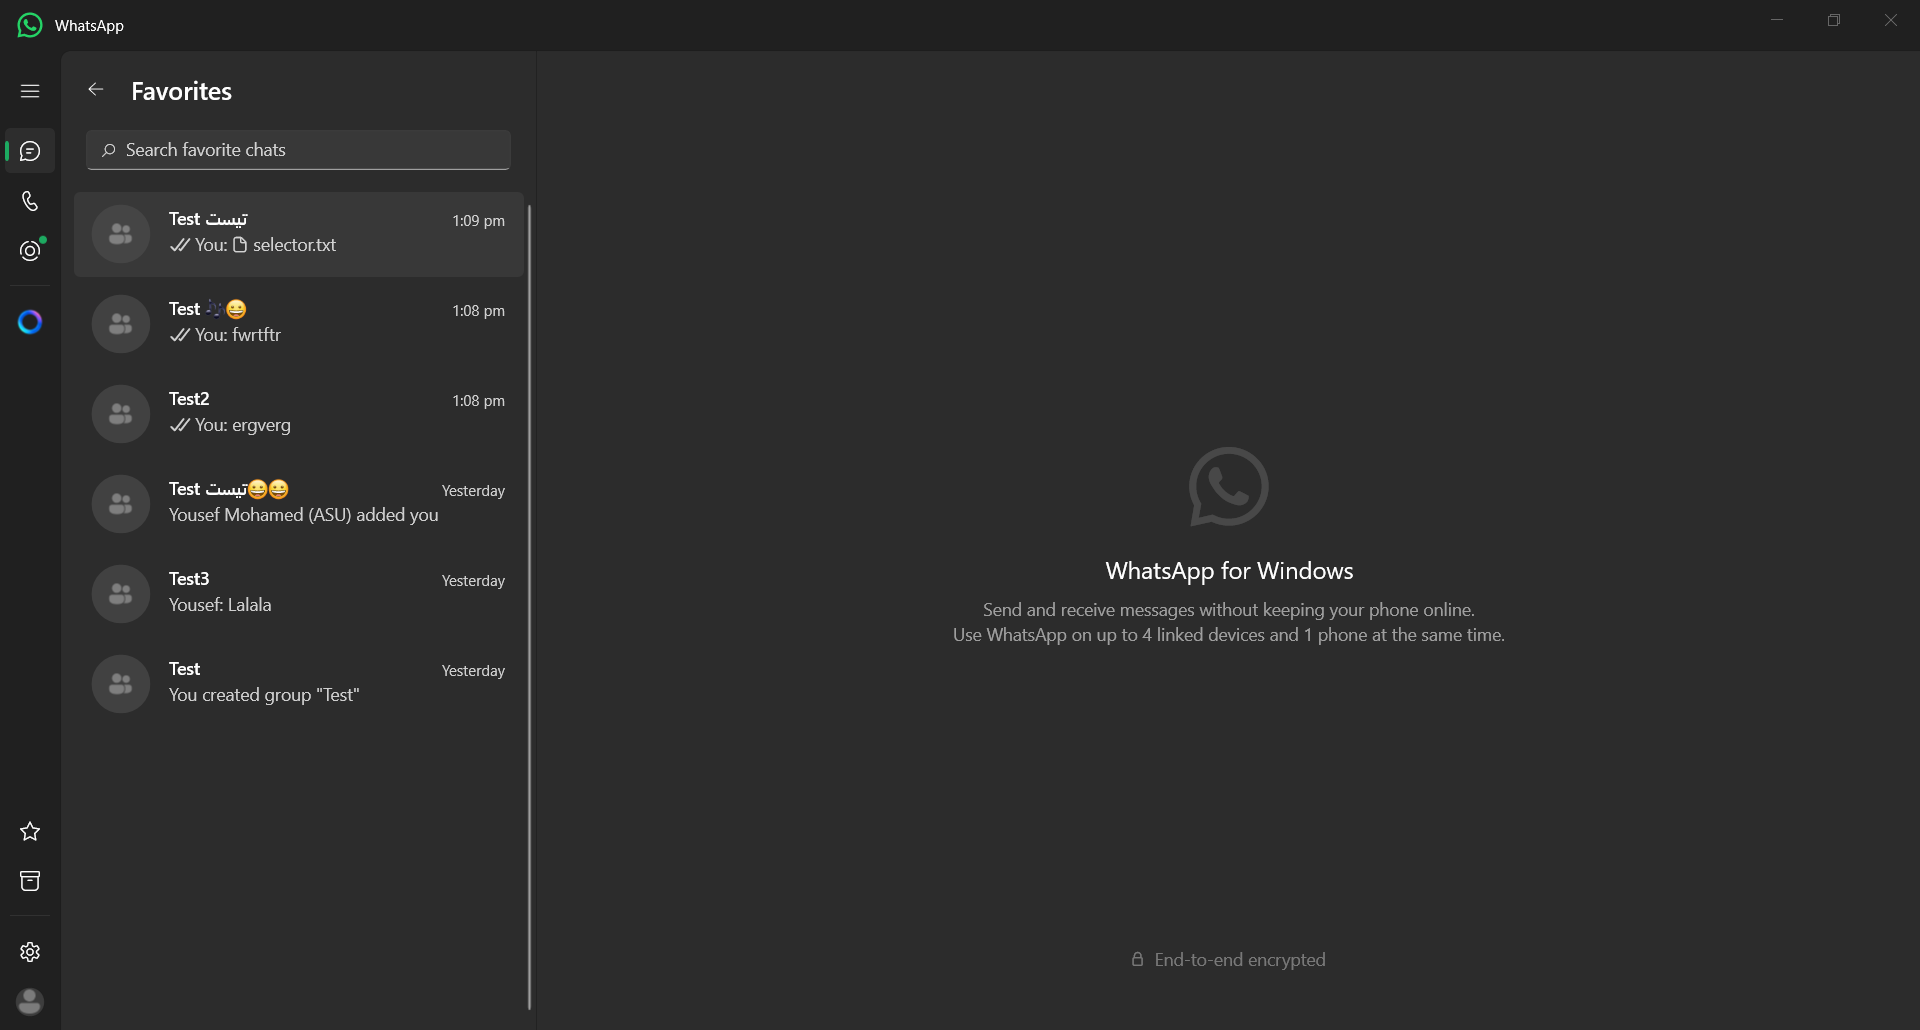 WhatsApp
Favorites
Search favorite chats
Test تيست
1:09 pm
You: selector.txt
Test 🎶😀
1:08 pm
You: fwrtftr
Test2
1:08 pm
You: ergverg
Test تيست😀😀
Yesterday
Yousef Mohamed (ASU) added you
Test3
Yesterday
Yousef: Lalala
Test
Yesterday
You created group "Test"
WhatsApp for Windows
Send and receive messages without keeping your phone online.
Use WhatsApp on up to 4 linked devices and 1 phone at the same time.
End-to-end encrypted